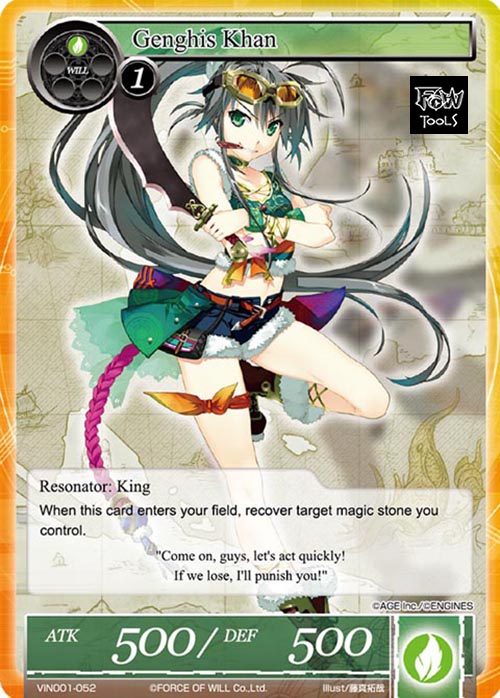 Genghis Khan
WILL
1
FOW
TOOLS
Resonator: King
When this card enters your field, recover target magic stone you
control.
"Come on, guys, let's act quickly!
If we lose, I'll punish you!"
©AGE Inc./©ENGINES
ATK 500 / DEF 500
VIN001-052 ©FORCE OF WILL Co.,Ltd. Illust/藤真拓哉